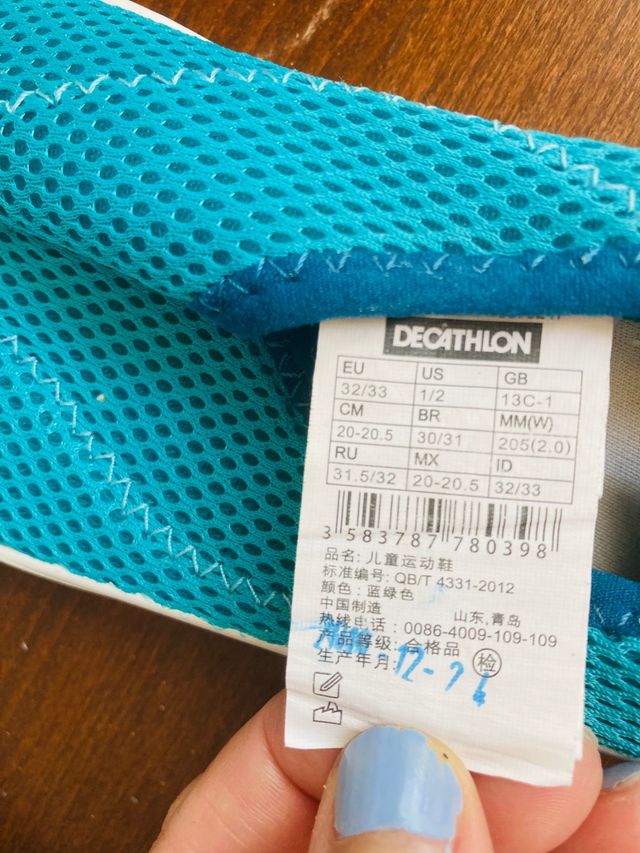 DECATHLON
EU US GB
32/33 1/2 13C-1
CM BR MM(W)
20-20.5 30/31 205(2.0)
RU MX ID
31.5/32 20-20.5 32/33
3 583787 780398
品名: 儿童运动鞋
标准编号: QB/T 4331-2012
颜色: 蓝绿色
中国制造 山东,青岛
热线电话: 0086-4009-109-109
产品等级: 合格品
生产年月: 检